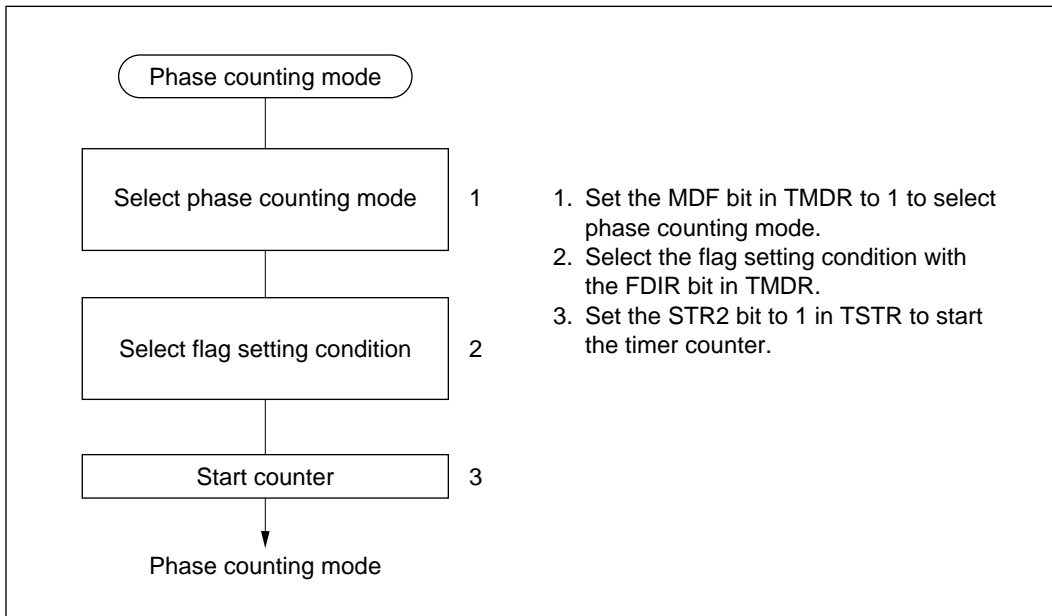 Phase counting mode
Select phase counting mode
1
Select flag setting condition
2
Start counter
3
Phase counting mode
1. Set the MDF bit in TMDR to 1 to select
phase counting mode.
2. Select the flag setting condition with
the FDIR bit in TMDR.
3. Set the STR2 bit to 1 in TSTR to start
the timer counter.